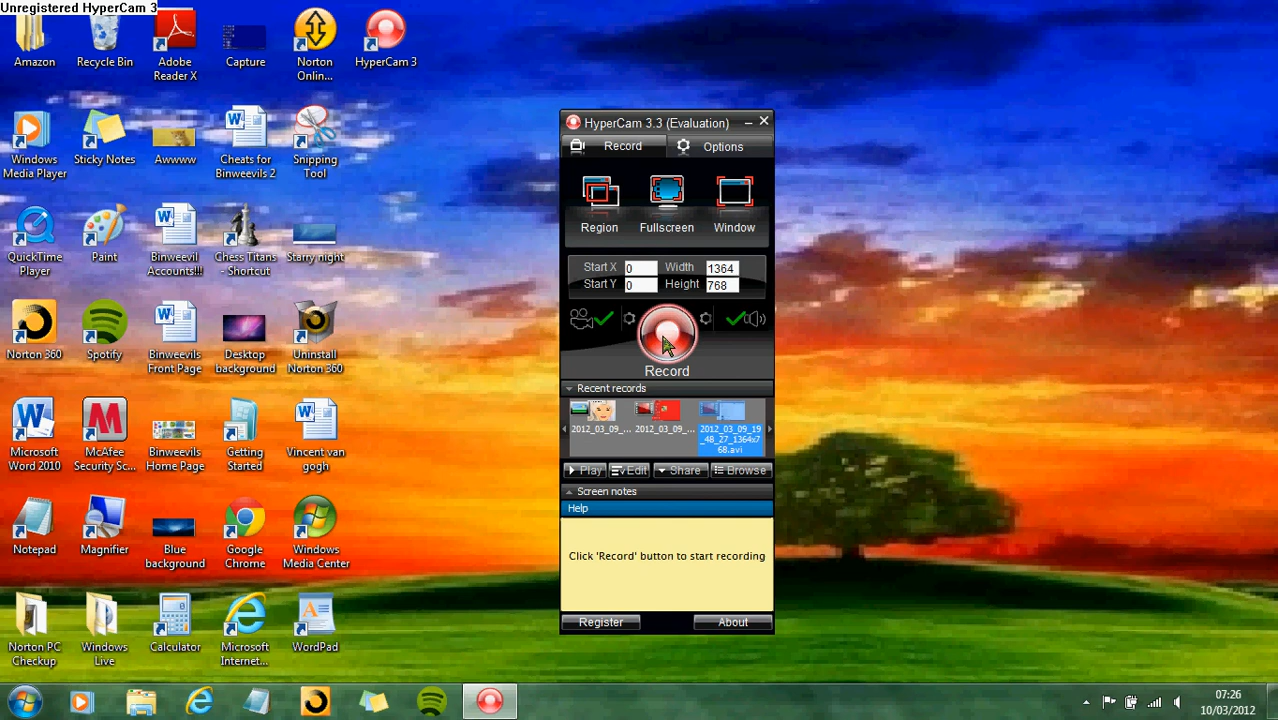 Unregistered HyperCam 3
Amazon
Recycle Bin
Adobe
Reader X
Capture
Norton
Onlin...
HyperCam 3
Windows
Media Player
Sticky Notes
Awwww
Cheats for
Binweevils 2
Snipping
Tool
QuickTime
Player
Paint
Binweevil
Accounts!!!
Chess Titans
- Shortcut
Starry night
Norton 360
Spotify
Binweevils
Front Page
Desktop
background
Uninstall
Norton 360
Microsoft
Word 2010
McAfee
Security Sc...
Binweevils
Home Page
Getting
Started
Vincent van
gogh
Notepad
Magnifier
Blue
background
Google
Chrome
Windows
Media Center
Norton PC
Checkup
Windows
Live
Calculator
Microsoft
Internet...
WordPad
HyperCam 3.3 (Evaluation)
Record
Options
Region
Fullscreen
Window
Start X 0 Width 1364
Start Y 0 Height 768
Record
Recent records
2012_03_09_...
2012_03_09_...
2012_03_09_19
_48_27_1364x7
68.avi
Play
Edit
Share
Browse
Screen notes
Help
Click 'Record' button to start recording
Register
About
07:26
10/03/2012